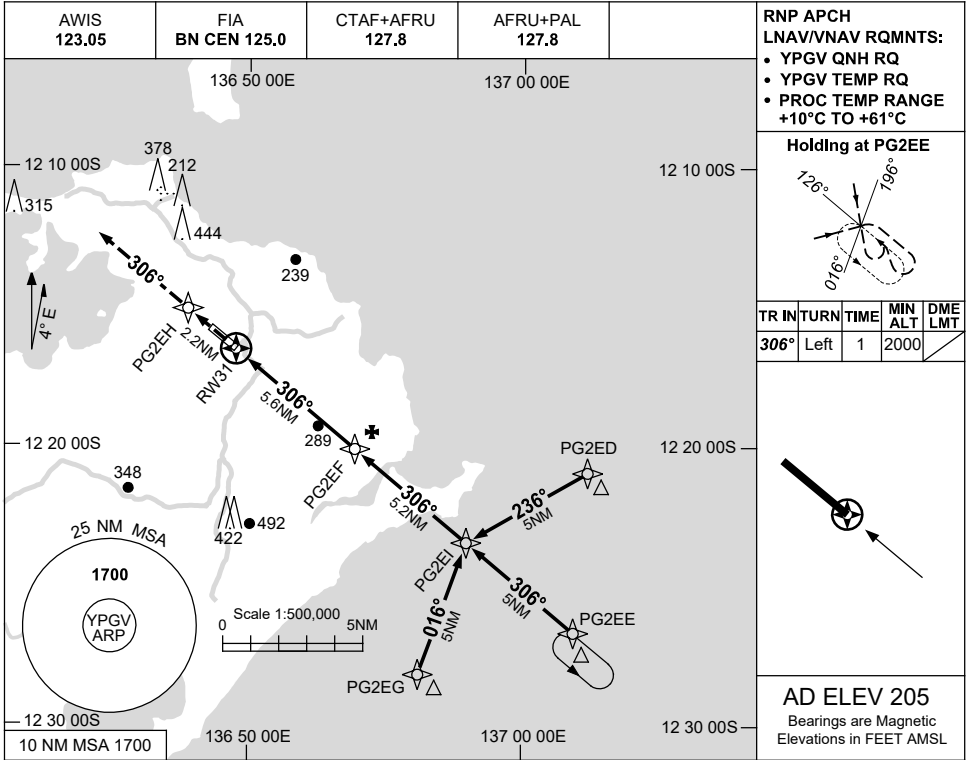 AWIS
123.05
FIA
BN CEN 125.0
CTAF+AFRU
127.8
AFRU+PAL
127.8
RNP APCH
LNAV/VNAV RQMNTS:
• YPGV QNH RQ
• YPGV TEMP RQ
• PROC TEMP RANGE
+10°C TO +61°C
136 50 00E
137 00 00E
12 10 00S
12 10 00S
Holding at PG2EE
126°
196°
016°
TR IN
TURN
TIME
MIN ALT
DME LMT
306°
Left
1
2000
378
212
315
444
239
306°
4° E
PG2EH
2.2NM
RW31
306°
5.6NM
289
12 20 00S
12 20 00S
PG2EF
PG2ED
348
306°
5.2NM
236°
5NM
492
422
PG2EI
25 NM MSA
1700
YPGV
ARP
Scale 1:500,000
0
5NM
016°
5NM
306°
5NM
PG2EE
PG2EG
12 30 00S
12 30 00S
10 NM MSA 1700
136 50 00E
137 00 00E
AD ELEV 205
Bearings are Magnetic
Elevations in FEET AMSL